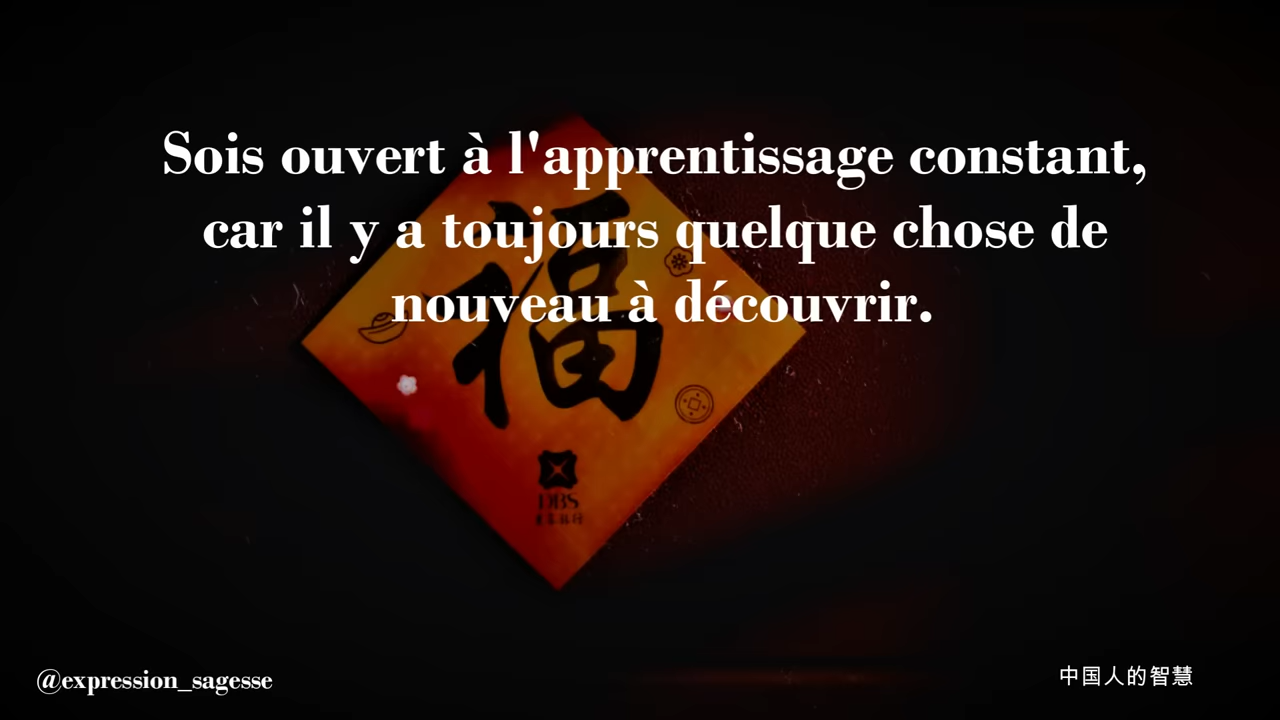 Sois ouvert à l'apprentissage constant,
car il y a toujours quelque chose de
nouveau à découvrir.
福
DBS
@expression_sagesse
中国人的智慧